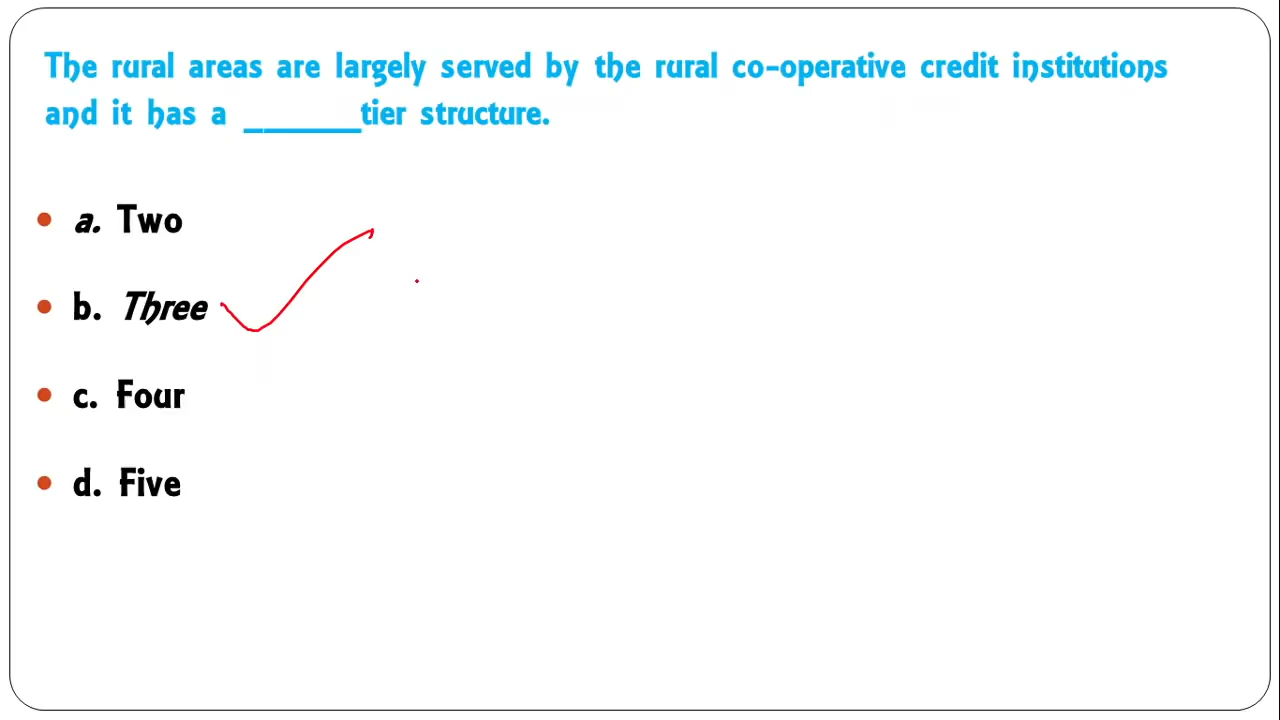 The rural areas are largely served by the rural co-operative credit institutions
and it has a ______tier structure.
• a. Two
• b. Three
• c. Four
• d. Five